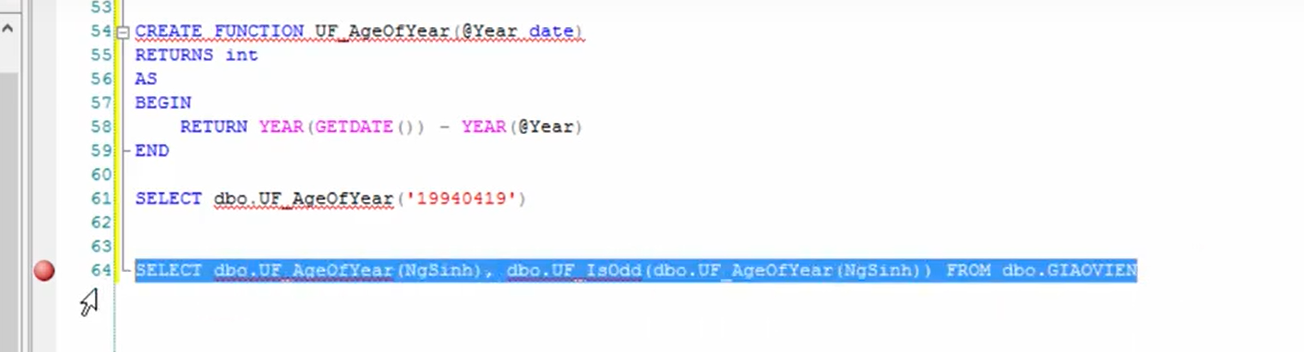 53
54 CREATE FUNCTION UF_AgeOfYear(@Year date)
55 RETURNS int
56 AS
57 BEGIN
58 RETURN YEAR(GETDATE()) - YEAR(@Year)
59 END
60
61 SELECT dbo.UF_AgeOfYear('19940419')
62
63
64 SELECT dbo.UF_AgeOfYear(NgSinh), dbo.UF_IsOdd(dbo.UF_AgeOfYear(NgSinh)) FROM dbo.GIAOVIEN